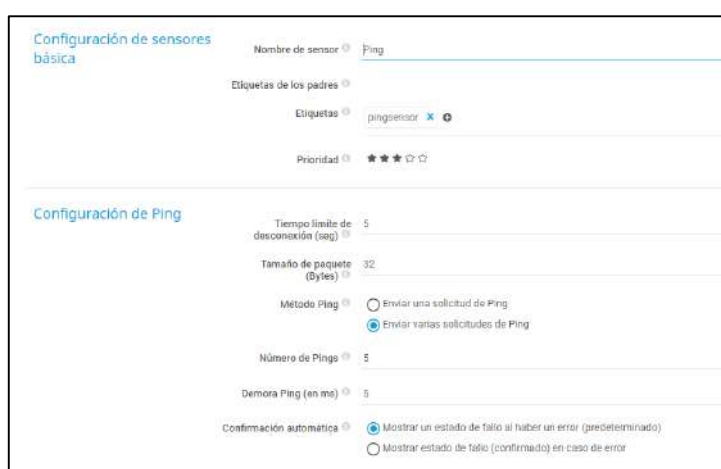 Configuración de sensores
básica
Nombre de sensor Ping
Etiquetas de los padres
Etiquetas pingsensor x
Prioridad
Configuración de Ping
Tiempo límite de
desconexión (seg) 5
Tamaño de paquete
(Bytes) 32
Método Ping Enviar una solicitud de Ping
Enviar varias solicitudes de Ping
Número de Pings 5
Demora Ping (en ms) 5
Confirmación automática Mostrar un estado de fallo al haber un error (predeterminado)
Mostrar estado de fallo (confirmado) en caso de error